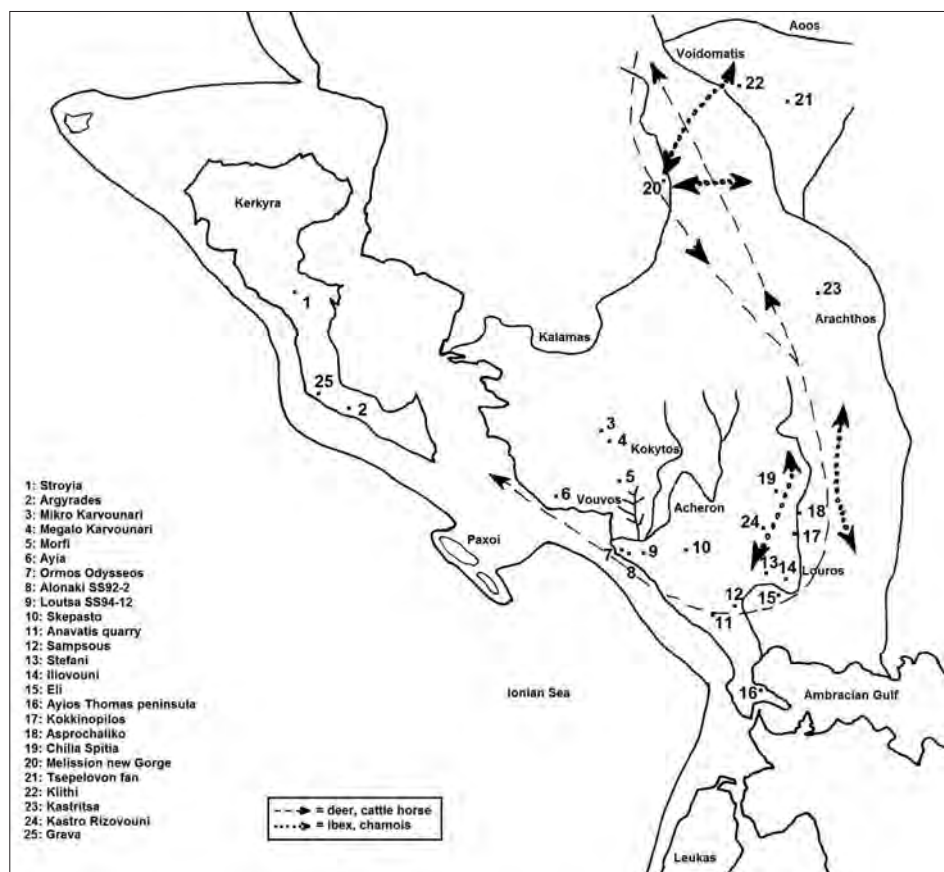 Aoos
Voidomatis
22
21
20
Kerkyra
23
1
Arachthos
Kalamas
25
2
3
4
Kokytos
5
19
6
Vouvos
Acheron
18
24
17
Paxoi
7
9
10
8
13
14
Louros
12
15
11
16
Ambracian Gulf
Ionian Sea
Leukas
1: Stroyia
2: Argyrades
3: Mikro Karvounari
4: Megalo Karvounari
5: Morfi
6: Ayia
7: Ormos Odysseos
8: Alonaki SS92-2
9: Loutsa SS94-12
10: Skepasto
11: Anavatis quarry
12: Sampsous
13: Stefani
14: Iliovouni
15: Eli
16: Ayios Thomas peninsula
17: Kokkinopilos
18: Asprochaliko
19: Chilia Spitia
20: Melission new Gorge
21: Tsepelovon fan
22: Klithi
23: Kastritsa
24: Kastro Rizovouni
25: Grava
= deer, cattle horse
= ibex, chamois